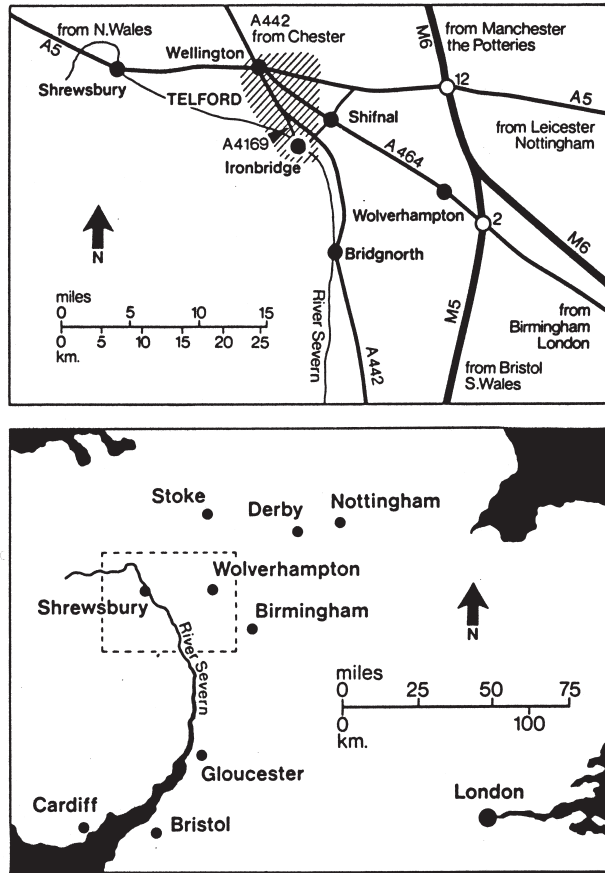 A5
from N.Wales
A442
from Chester
M6
from Manchester
the Potteries
Wellington
Shrewsbury
TELFORD
12
A5
Shifnal
from Leicester
Nottingham
A4169
A464
Ironbridge
Wolverhampton
2
M6
N
Bridgnorth
miles
0 5 10 15
0 5 10 15 20 25
km.
River Severn
A442
M5
from
Birmingham
London
from Bristol
S.Wales
Stoke
Derby
Nottingham
Wolverhampton
Shrewsbury
Birmingham
River Severn
N
miles
0 25 50 75
0 100
km.
Gloucester
London
Cardiff
Bristol